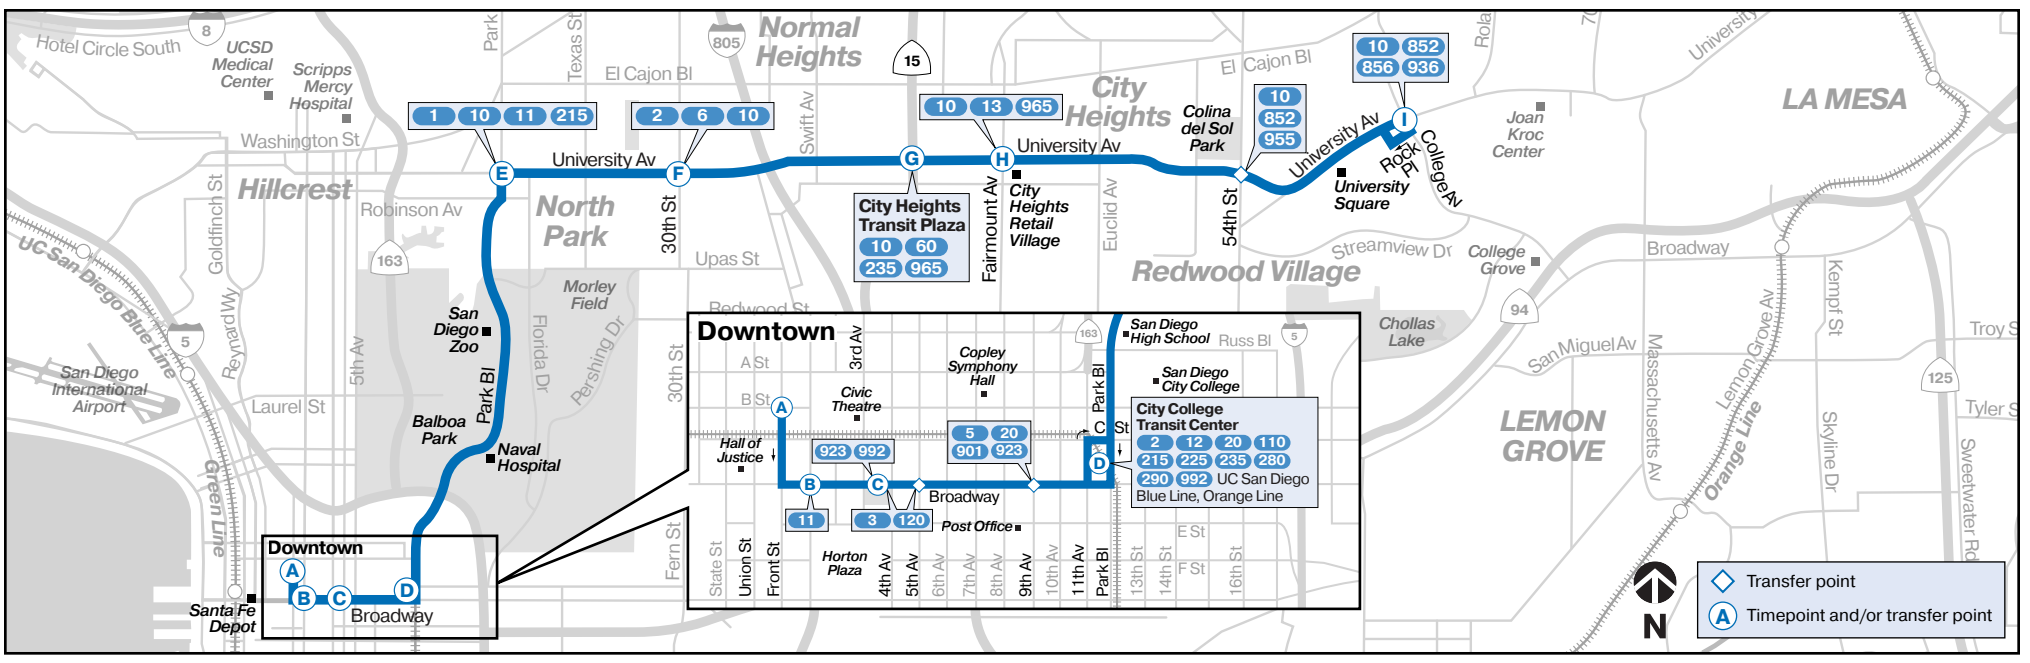 Hotel Circle South
8
UCSD
Medical
Center
Scripps
Mercy
Hospital
Washington St
Park
Texas St
805
Normal
Heights
El Cajon Bl
15
Swift Av
City
Heights
El Cajon Bl
Colina
del Sol
Park
10 852
856 936
10
852
955
I
University Av
Rock
Pl
College Av
University
Square
Joan
Kroc
Center
Rola
70
University
LA MESA
1 10 11 215
2 6 10
10 13 965
E
University Av
F
G
H
University Av
City Heights
Transit Plaza
10 60
235 965
Fairmount Av
City
Heights
Retail
Village
Euclid Av
54th St
Redwood Village
Streamview Dr
College
Grove
Broadway
Hillcrest
Goldfinch St
Robinson Av
163
North
Park
30th St
Upas St
Redwood St
Morley
Field
Florida Dr
Pershing Dr
30th St
Fern St
UC San Diego Blue Line
5
Reynard Wy
5th Av
San
Diego
Zoo
Park Bl
Balboa
Park
Naval
Hospital
San Diego
International
Airport
Laurel St
Green Line
Santa Fe
Depot
Downtown
A
B
C
D
Broadway
Downtown
A St
B St
A
3rd Av
Civic
Theatre
Copley
Symphony
Hall
163
San Diego
High School
Russ Bl
5
Park Bl
San Diego
City College
C St
Hall of
Justice
923 992
5 20
901 923
City College
Transit Center
2 12 20 110
215 225 235 280
290 992 UC San Diego
Blue Line, Orange Line
B
C
D
Broadway
11
3 120
Post Office
Horton
Plaza
E St
F St
State St
Union St
Front St
4th Av
5th Av
6th Av
7th Av
8th Av
9th Av
10th Av
11th Av
Park Bl
13th St
14th St
16th St
Chollas
Lake
94
San Miguel Av
Massachusetts Av
Lemon Grove Av
Orange Line
Kempf St
Skyline Dr
LEMON
GROVE
125
Troy S
Tyler S
Sweetwater Rd
N
Transfer point
A Timepoint and/or transfer point